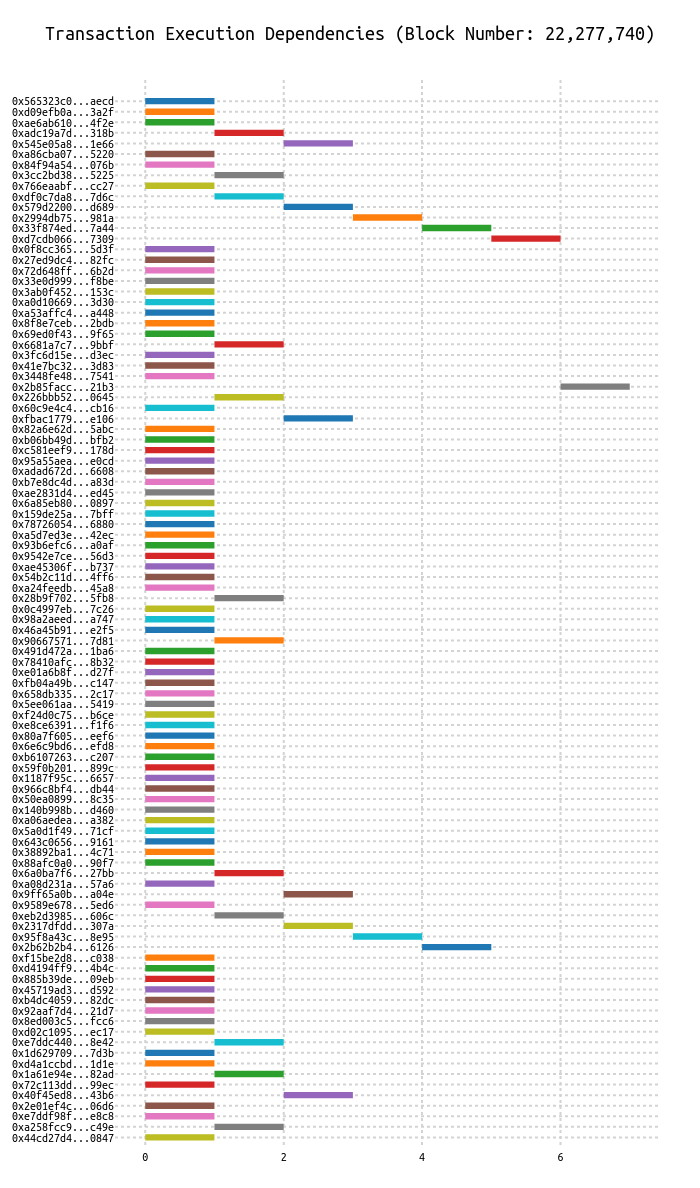 Transaction Execution Dependencies (Block Number: 22,277,740)
0x565323c0...aecd
0xd09efb0a...3a2f
0xae6ab610...4f2e
0xadc19a7d...318b
0x545e05a8...1e66
0xa86cba07...5220
0x84f94a54...076b
0x3cc2bd38...5225
0x766eaabf...cc27
0xdf0c7da8...7d6c
0x579d2200...d689
0x2994db75...981a
0x33f874ed...7a44
0xd7cdb066...7309
0x0f8cc365...5d3f
0x27ed9dc4...82fc
0x72d648ff...6b2d
0x33e0d999...f8be
0x3ab0f452...153c
0xa0d10669...3d30
0xa53affc4...a448
0x8f8e7ceb...2bdb
0x69ed0f43...9f65
0x6681a7c7...9bbf
0x3fc6d15e...d3ec
0x41e7bc32...3d83
0x3448fe48...7541
0x2b85facc...21b3
0x226bbb52...0645
0x60c9e4c4...cb16
0xfbac1779...e106
0x82a6e62d...5abc
0xb06bb49d...bfb2
0xc581eef9...178d
0x95a55aea...e0cd
0xadad672d...6608
0xb7e8dc4d...a83d
0xae2831d4...ed45
0x6a85eb80...0897
0x159de25a...7bff
0x78726054...6880
0xa5d7ed3e...42ec
0x93b6efc6...a0af
0x9542e7ce...56d3
0xae45306f...b737
0x54b2c11d...4ff6
0xa24feedb...45a8
0x28b9f702...5fb8
0x0c4997eb...7c26
0x98a2aeed...a747
0x46a45b91...e2f5
0x90667571...7d81
0x491d472a...1ba6
0x78410afc...8b32
0xe01a6b8f...d27f
0xfb04a49b...c147
0x658db335...2c17
0x5ee061aa...5419
0xf24d0c75...b6ce
0xe8ce6391...f1f6
0x80a7f605...eef6
0x6e6c9bd6...efd8
0xb6107263...c207
0x59f0b201...899c
0x1187f95c...6657
0x966c8bf4...db44
0x50ea0899...8c35
0x140b998b...d460
0xa06aedea...a382
0x5a0d1f49...71cf
0x643c0656...9161
0x38892ba1...4c71
0x88afc0a0...90f7
0x6a0ba7f6...27bb
0xa08d231a...57a6
0x9ff65a0b...a04e
0x9589e678...5ed6
0xeb2d3985...606c
0x2317dfdd...307a
0x95f8a43c...8e95
0x2b62b2b4...6126
0xf15be2d8...c038
0xd4194ff9...4b4c
0x885b39de...09eb
0x45719ad3...d592
0xb4dc4059...82dc
0x92aaf7d4...21d7
0x8ed003c5...fcc6
0xd02c1095...ec17
0xe7ddc440...8e42
0x1d629709...7d3b
0xd4a1ccbd...1d1e
0x1a61e94e...82ad
0x72c113dd...99ec
0x40f45ed8...43b6
0x2e01ef4c...06d6
0xe7ddf98f...e8c8
0xa258fcc9...c49e
0x44cd27d4...0847
0 2 4 6